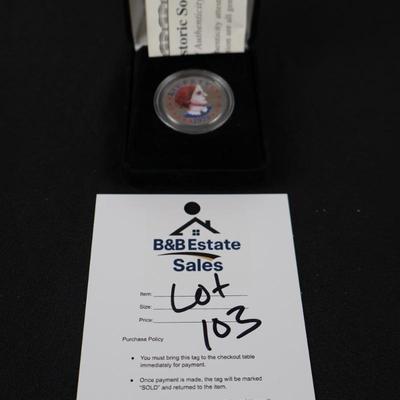 storic So
Authenticity
B&B Estate
Sales
Item:
Size:
Price:
Lot
103
Purchase Policy
• You must bring this tag to the checkout table
immediately for payment.
• Once payment is made, the tag will be marked
"SOLD" and returned to the item.